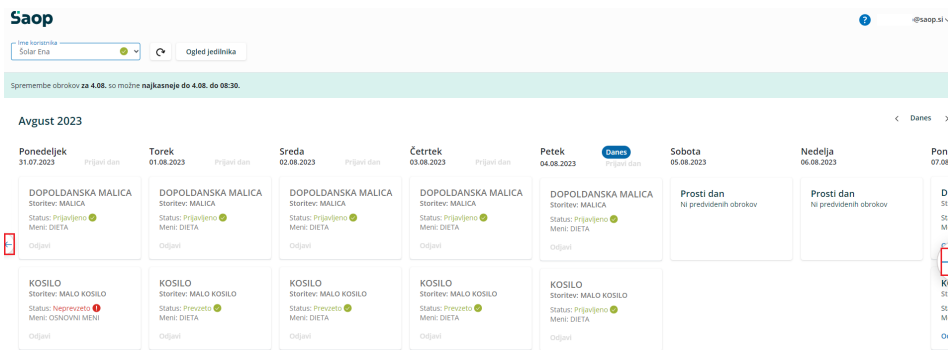 Saop
?
@saop.si
Ime koristnika
Šolar Ena
Ogled jedilnika
Spremembe obrokov za 4.08. so možne najkasneje do 4.08. do 08:30.
Avgust 2023
Danes
Ponedeljek
31.07.2023 Prijavi dan
Torek
01.08.2023 Prijavi dan
Sreda
02.08.2023 Prijavi dan
Četrtek
03.08.2023 Prijavi dan
Petek Danes
04.08.2023 Prijavi dan
Sobota
05.08.2023
Nedelja
06.08.2023
Pon
07.08
DOPOLDANSKA MALICA
Storitev: MALICA
Status: Prijavljeno
Meni: DIETA
Odjavi
DOPOLDANSKA MALICA
Storitev: MALICA
Status: Prijavljeno
Meni: DIETA
Odjavi
DOPOLDANSKA MALICA
Storitev: MALICA
Status: Prijavljeno
Meni: DIETA
Odjavi
DOPOLDANSKA MALICA
Storitev: MALICA
Status: Prijavljeno
Meni: DIETA
Odjavi
DOPOLDANSKA MALICA
Storitev: MALICA
Status: Prijavljeno
Meni: DIETA
Prosti dan
Ni predvidenih obrokov
Prosti dan
Ni predvidenih obrokov
D
St
St
M
KOSILO
Storitev: MALO KOSILO
Status: Neprevzeto
Meni: OSNOVNI MENI
Odjavi
KOSILO
Storitev: MALO KOSILO
Status: Prevzeto
Meni: DIETA
Odjavi
KOSILO
Storitev: MALO KOSILO
Status: Prevzeto
Meni: DIETA
Odjavi
KOSILO
Storitev: MALO KOSILO
Status: Prevzeto
Meni: DIETA
Odjavi
KOSILO
Storitev: MALO KOSILO
Status: Prijavljeno
Meni: DIETA
Odjavi
K
St
St
M
O